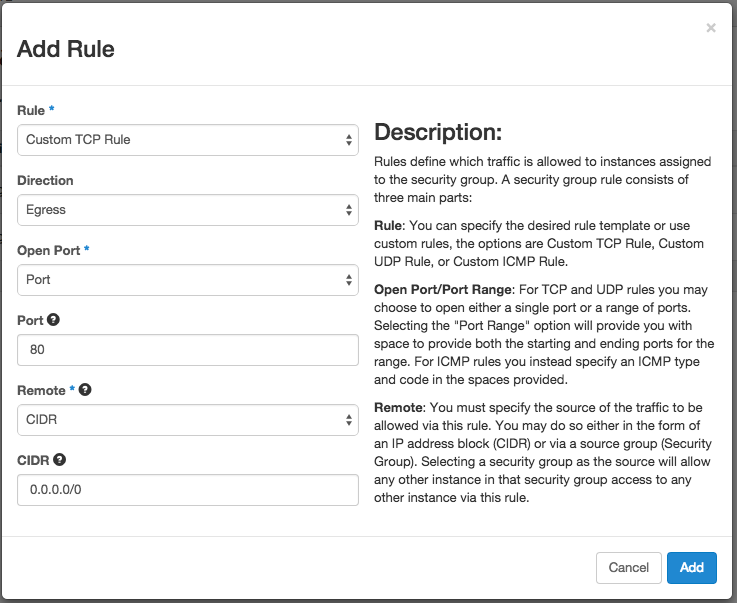 ×
Add Rule
Rule *
Custom TCP Rule
Direction
Egress
Open Port *
Port
Port ?
80
Remote * ?
CIDR
CIDR ?
0.0.0.0/0
Description:
Rules define which traffic is allowed to instances assigned
to the security group. A security group rule consists of
three main parts:
Rule: You can specify the desired rule template or use
custom rules, the options are Custom TCP Rule, Custom
UDP Rule, or Custom ICMP Rule.
Open Port/Port Range: For TCP and UDP rules you may
choose to open either a single port or a range of ports.
Selecting the "Port Range" option will provide you with
space to provide both the starting and ending ports for the
range. For ICMP rules you instead specify an ICMP type
and code in the spaces provided.
Remote: You must specify the source of the traffic to be
allowed via this rule. You may do so either in the form of
an IP address block (CIDR) or via a source group (Security
Group). Selecting a security group as the source will allow
any other instance in that security group access to any
other instance via this rule.
Cancel
Add